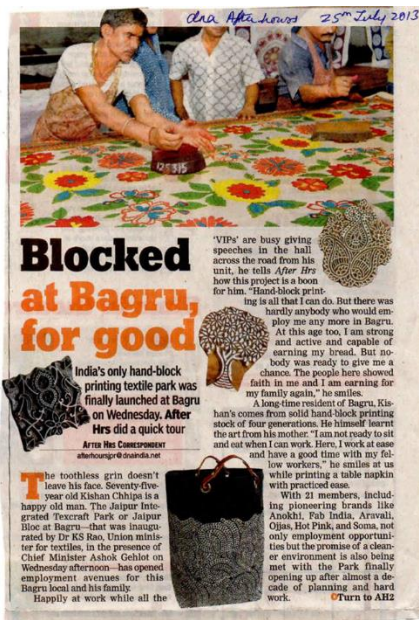 dna After hours 25th July 2013
125315
Blocked
at Bagru,
for good
India's only hand-block
printing textile park was
finally launched at Bagru
on Wednesday. After
Hrs did a quick tour
AFTER HRS CORRESPONDENT
afterhoursjpr@dnaindia.net
The toothless grin doesn't
leave his face. Seventy-five-
year old Kishan Chhipa is a
happy old man. The Jaipur Inte-
grated Texcraft Park or Jaipur
Bloc at Bagru—that was inaugu-
rated by Dr KS Rao, Union minis-
ter for textiles, in the presence of
Chief Minister Ashok Gehlot on
Wednesday afternoon—has opened
employment avenues for this
Bagru local and his family.
Happily at work while all the
'VIPs' are busy giving
speeches in the hall
across the road from his
unit, he tells After Hrs
how this project is a boon
for him. "Hand-block print-
ing is all that I can do. But there was
hardly anybody who would em-
ploy me any more in Bagru.
At this age too, I am strong
and active and capable of
earning my bread. But no-
body was ready to give me a
chance. The people here showed
faith in me and I am earning for
my family again," he smiles.
A long-time resident of Bagru, Kis-
han's comes from solid hand-block printing
stock of four generations. He himself learnt
the art from his mother. "I am not ready to sit
and eat when I can work. Here, I work at ease
and have a good time with my fel-
low workers," he smiles at us
while printing a table napkin
with practised ease.
With 21 members, includ-
ing pioneering brands like
Anokhi, Fab India, Aravali,
Ojjas, Hot Pink, and Soma, not
only employment opportuni-
ties but the promise of a clean-
er environment is also being
met with the Park finally
opening up after almost a de-
cade of planning and hard
work. Turn to AH2